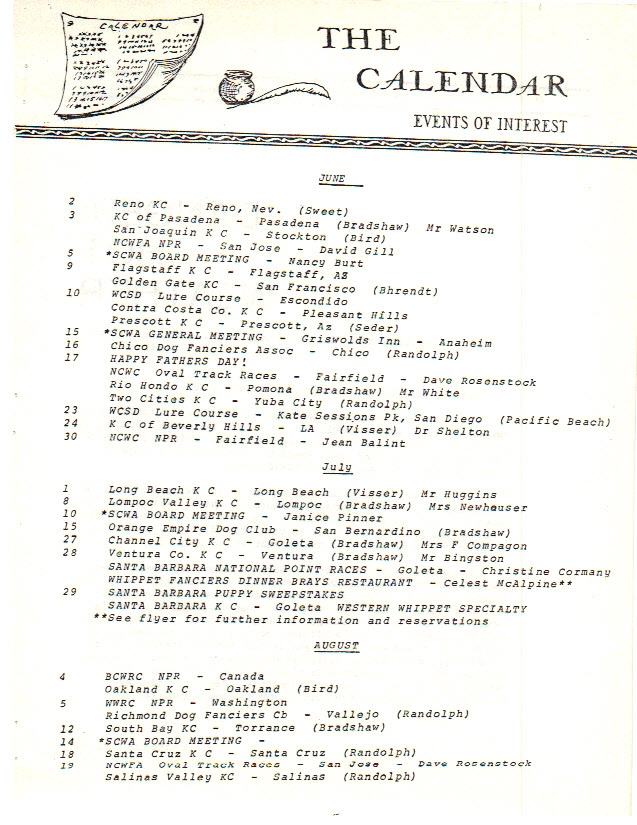 CALENDAR
THE
CALENDAR
EVENTS OF INTEREST
JUNE
2 Reno KC - Reno, Nev. (Sweet)
3 KC of Pasadena - Pasadena (Bradshaw) Mr Watson
San Joaquin K C - Stockton (Bird)
NCWFA NPR - San Jose - David Gill
5 *SCWA BOARD MEETING - Nancy Burt
9 Flagstaff K C - Flagstaff, AZ
Golden Gate KC - San Francisco (Bhrendt)
10 WCSD Lure Course - Escondido
Contra Costa Co. K C - Pleasant Hills
Prescott K C - Prescott, Az (Seder)
15 *SCWA GENERAL MEETING - Griswolds Inn - Anaheim
16 Chico Dog Fanciers Assoc - Chico (Randolph)
17 HAPPY FATHERS DAY!
NCWC Oval Track Races - Fairfield - Dave Rosenstock
Rio Hondo K C - Pomona (Bradshaw) Mr White
Two Cities K C - Yuba City (Randolph)
23 WCSD Lure Course - Kate Sessions Pk, San Diego (Pacific Beach)
24 K C of Beverly Hills - LA (Visser) Dr Shelton
30 NCWC NPR - Fairfield - Jean Balint
July
1 Long Beach K C - Long Beach (Visser) Mr Huggins
8 Lompoc Valley K C - Lompoc (Bradshaw) Mrs Newhauser
10 *SCWA BOARD MEETING - Janice Pinner
15 Orange Empire Dog Club - San Bernardino (Bradshaw)
27 Channel City K C - Goleta (Bradshaw) Mrs F Compagon
28 Ventura Co. K C - Ventura (Bradshaw) Mr Bingston
SANTA BARBARA NATIONAL POINT RACES - Goleta - Christine Cormany
WHIPPET FANCIERS DINNER BRAYS RESTAURANT - Celest McAlpine**
29 SANTA BARBARA PUPPY SWEEPSTAKES
SANTA BARBARA K C - Goleta WESTERN WHIPPET SPECIALTY
**See flyer for further information and reservations
AUGUST
4 BCWRC NPR - Canada
Oakland K C - Oakland (Bird)
5 WWRC NPR - Washington
Richmond Dog Fanciers Cb - Vallejo (Randolph)
12 South Bay KC - Torrance (Bradshaw)
14 *SCWA BOARD MEETING -
18 Santa Cruz K C - Santa Cruz (Randolph)
19 NCWFA Oval Track Races - San Jose - Dave Rosenstock
Salinas Valley KC - Salinas (Randolph)